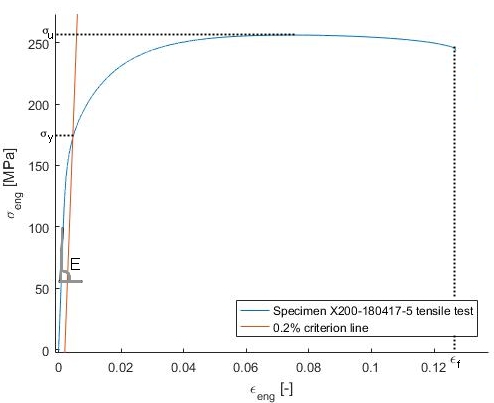 σu
250
200
σy
150
100
50
0
E
σeng [MPa]
Specimen X200-180417-5 tensile test
0.2% criterion line
0
0.02
0.04
0.06
0.08
0.1
0.12
ϵf
ϵeng [-]